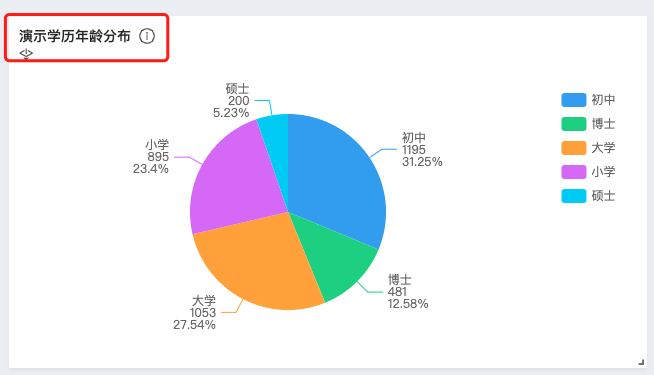 演示学历年龄分布
硕士
200
5.23%
初中
1195
31.25%
小学
895
23.4%
博士
481
12.58%
大学
1053
27.54%
初中
博士
大学
小学
硕士